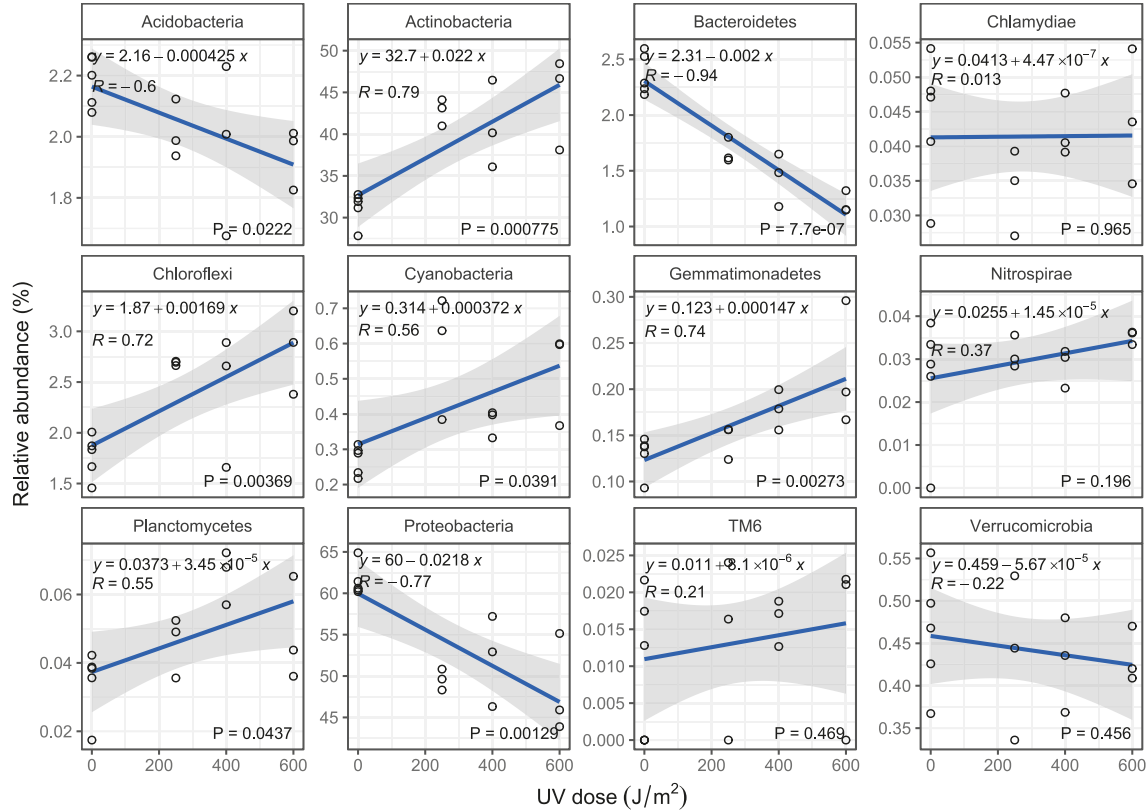 Acidobacteria
y = 2.16 − 0.000425 x
R = − 0.6
P = 0.0222
2.2
2.0
1.8
Actinobacteria
y = 32.7 + 0.022 x
R = 0.79
P = 0.000775
50
45
40
35
30
Bacteroidetes
y = 2.31 − 0.002 x
R = − 0.94
P = 7.7e-07
2.5
2.0
1.5
1.0
Chlamydiae
y = 0.0413 + 4.47 ×10⁻⁷ x
R = 0.013
P = 0.965
0.055
0.050
0.045
0.040
0.035
0.030
Relative abundance (%)
Chloroflexi
y = 1.87 + 0.00169 x
R = 0.72
P = 0.00369
3.0
2.5
2.0
1.5
Cyanobacteria
y = 0.314 + 0.000372 x
R = 0.56
P = 0.0391
0.7
0.6
0.5
0.4
0.3
0.2
Gemmatimonadetes
y = 0.123 + 0.000147 x
R = 0.74
P = 0.00273
0.30
0.25
0.20
0.15
0.10
Nitrospirae
y = 0.0255 + 1.45 ×10⁻⁵ x
R = 0.37
P = 0.196
0.04
0.03
0.02
0.01
0.00
Planctomycetes
y = 0.0373 + 3.45 ×10⁻⁵ x
R = 0.55
P = 0.0437
0.06
0.04
0.02
0 200 400 600
Proteobacteria
y = 60 − 0.0218 x
R = − 0.77
P = 0.00129
65
60
55
50
45
0 200 400 600
TM6
y = 0.011 + 8.1 ×10⁻⁶ x
R = 0.21
P = 0.469
0.025
0.020
0.015
0.010
0.005
0.000
0 200 400 600
Verrucomicrobia
y = 0.459 − 5.67 ×10⁻⁵ x
R = − 0.22
P = 0.456
0.55
0.50
0.45
0.40
0.35
0 200 400 600
UV dose (J/m²)